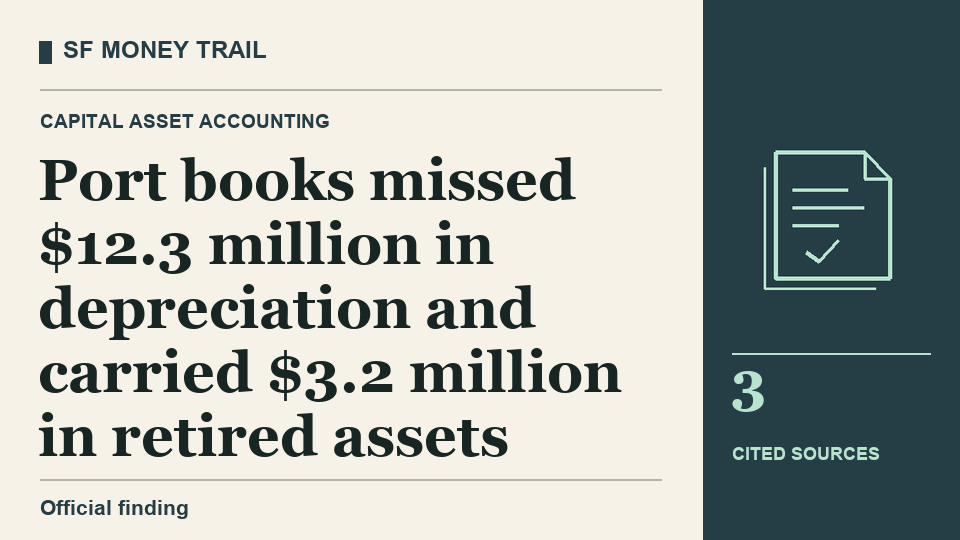 SF MONEY TRAIL
CAPITAL ASSET ACCOUNTING
Port books missed
$12.3 million in
depreciation and
carried $3.2 million
in retired assets
Official finding
3
CITED SOURCES